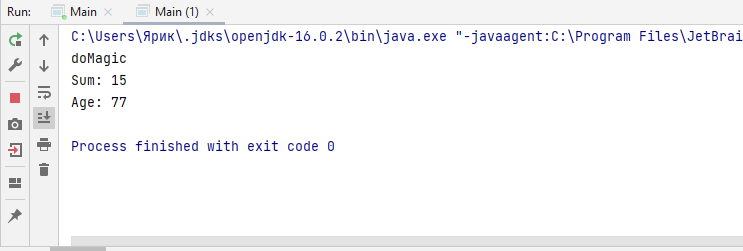 Run: Main Main (1)
C:\Users\Ярик\.jdks\openjdk-16.0.2\bin\java.exe "-javaagent:C:\Program Files\JetBrai
doMagic
Sum: 15
Age: 77
Process finished with exit code 0